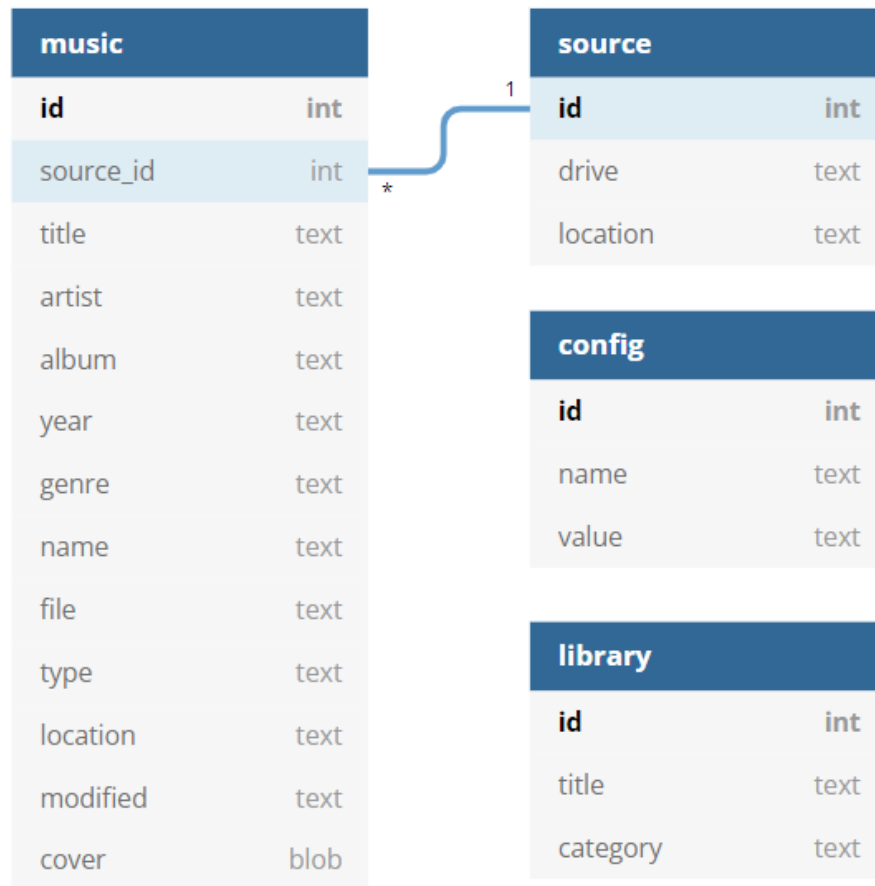 music
id int
source_id int
title text
artist text
album text
year text
genre text
name text
file text
type text
location text
modified text
cover blob
*
1
source
id int
drive text
location text
config
id int
name text
value text
library
id int
title text
category text